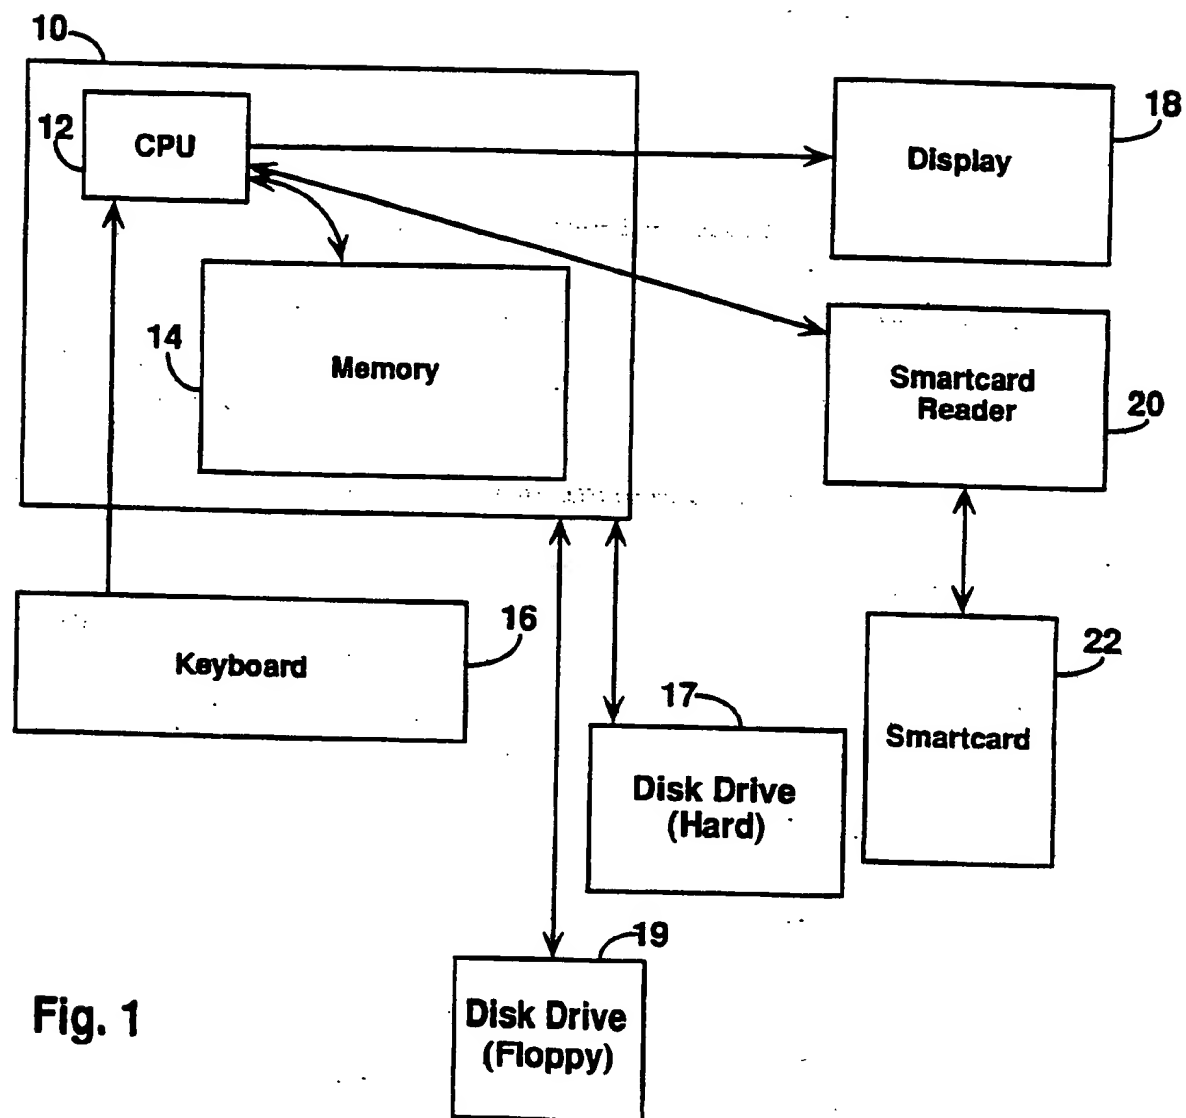 10
12
CPU
18
Display
14
Memory
Smartcard
Reader
20
16
Keyboard
22
Smartcard
17
Disk Drive
(Hard)
19
Disk Drive
(Floppy)
Fig. 1